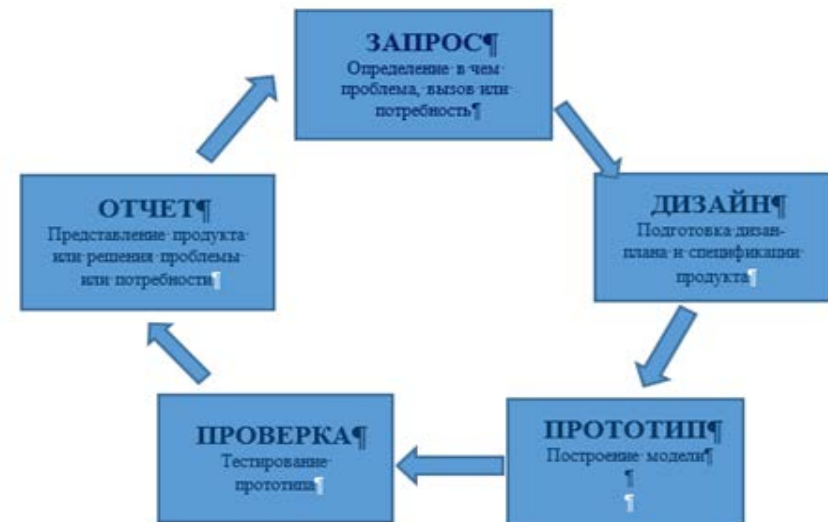 ЗАПРОС¶
Определение·в·чем·
проблема,·вызов·или·
потребность¶
ДИЗАЙН¶
Подготовка·дизан-
плана·и·спецификации·
продукта¶
ПРОТОТИП¶
Построение·модели¶
¶
¶
ПРОВЕРКА¶
Тестирование·
прототипа¶
ОТЧЕТ¶
Представление·продукта·
или·решения·проблемы·
или·потребности¶